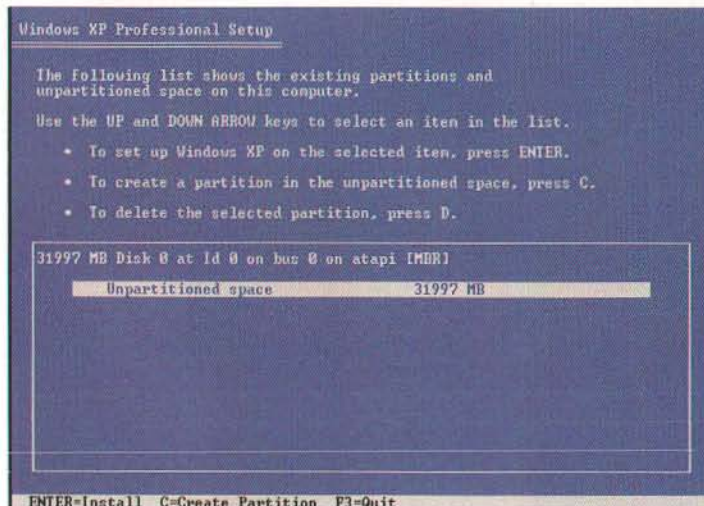 Windows XP Professional Setup
The following list shows the existing partitions and
unpartitioned space on this computer.
Use the UP and DOWN ARROW keys to select an item in the list.
• To set up Windows XP on the selected item, press ENTER.
• To create a partition in the unpartitioned space, press C.
• To delete the selected partition, press D.
31997 MB Disk 0 at Id 0 on bus 0 on atapi [MBR]
Unpartitioned space 31997 MB
ENTER=Install C=Create Partition F3=Quit